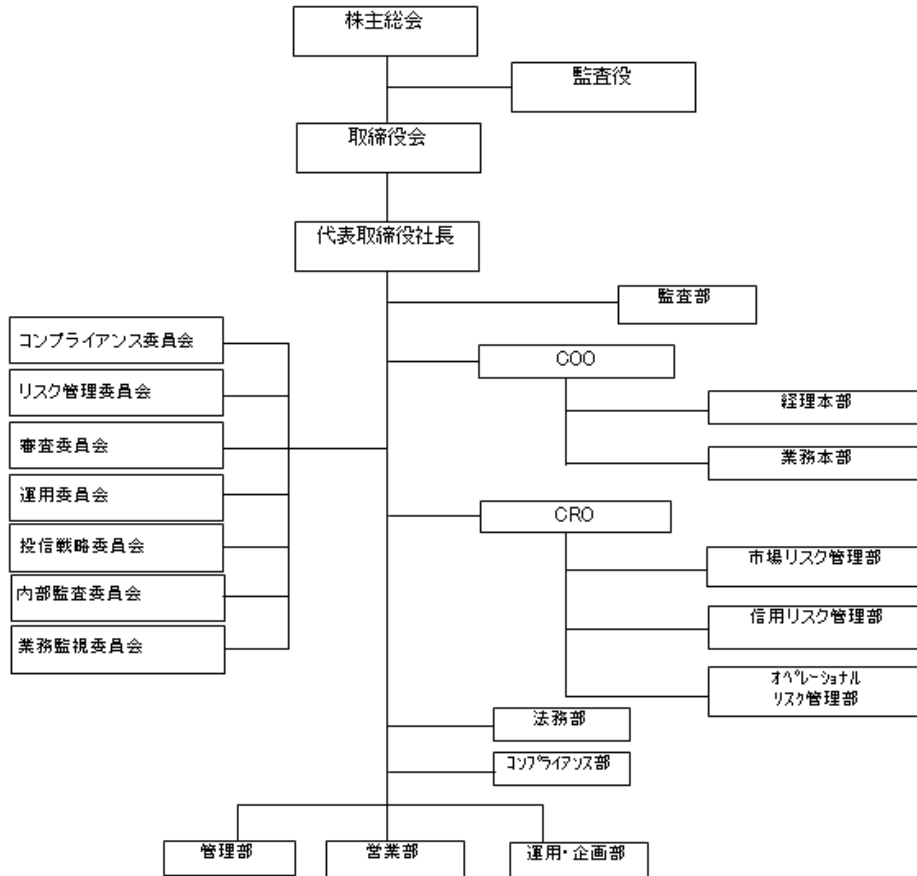 株主総会
監査役
取締役会
代表取締役社長
監査部
コンプライアンス委員会
COO
リスク管理委員会
経理本部
審査委員会
業務本部
運用委員会
CRO
投信戦略委員会
市場リスク管理部
内部監査委員会
信用リスク管理部
業務監視委員会
ｵﾍﾟﾚｰｼｮﾅﾙ
ﾘｽｸ管理部
法務部
ｺﾝﾌﾟﾗｲｱﾝｽ部
管理部
営業部
運用・企画部